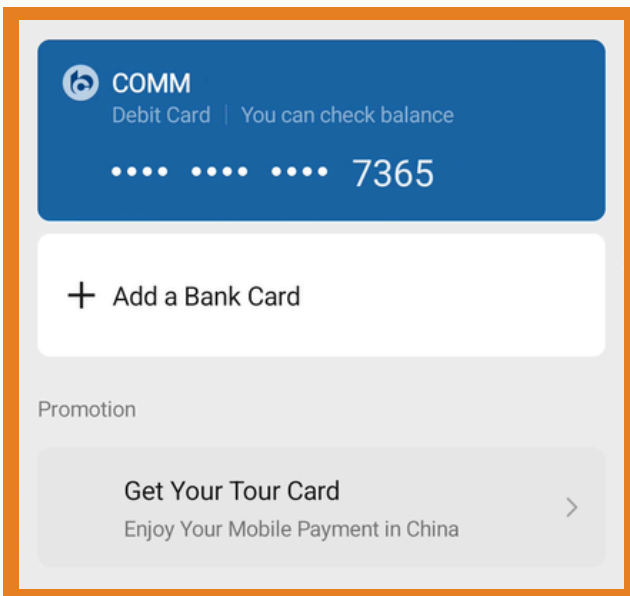 COMM
Debit Card | You can check balance
•••• •••• •••• 7365
+ Add a Bank Card
Promotion
Get Your Tour Card
Enjoy Your Mobile Payment in China